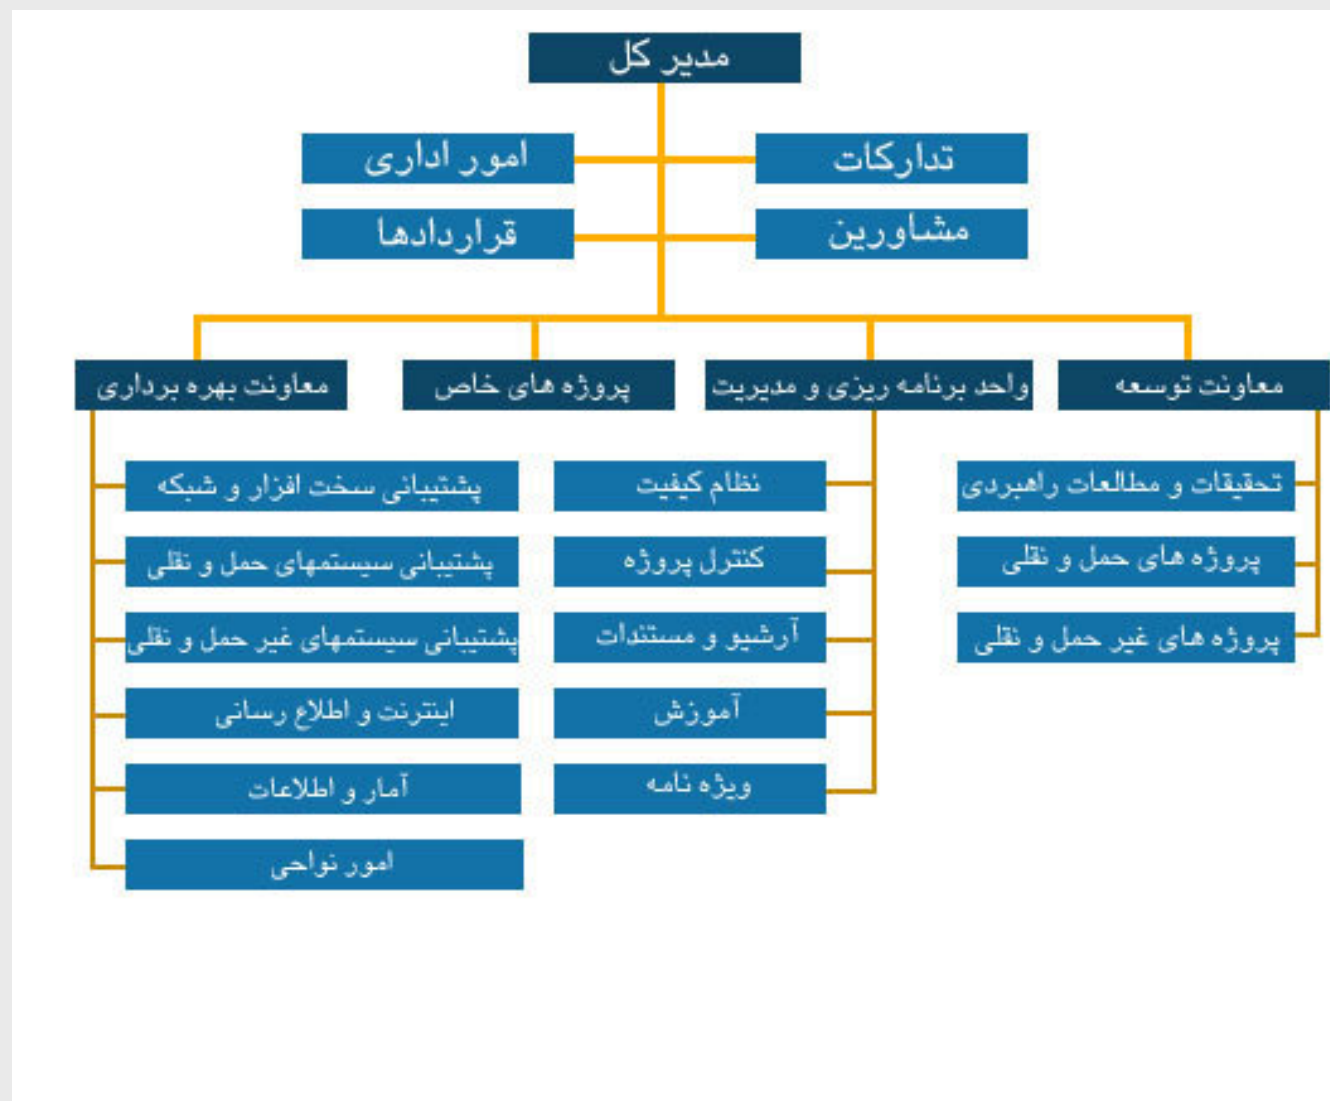 مدیر کل
تدارکات
امور اداری
مشاورین
قراردادها
معاونت توسعه
واحد برنامه ریزی و مدیریت
پروژه های خاص
معاونت بهره برداری
تحقیقات و مطالعات راهبردی
پروژه های حمل و نقلی
پروژه های غیر حمل و نقلی
نظام کیفیت
کنترل پروژه
آرشیو و مستندات
آموزش
ویژه نامه
پشتیبانی سخت افزار و شبکه
پشتیبانی سیستمهای حمل و نقلی
پشتیبانی سیستمهای غیر حمل و نقلی
اینترنت و اطلاع رسانی
آمار و اطلاعات
امور نواحی